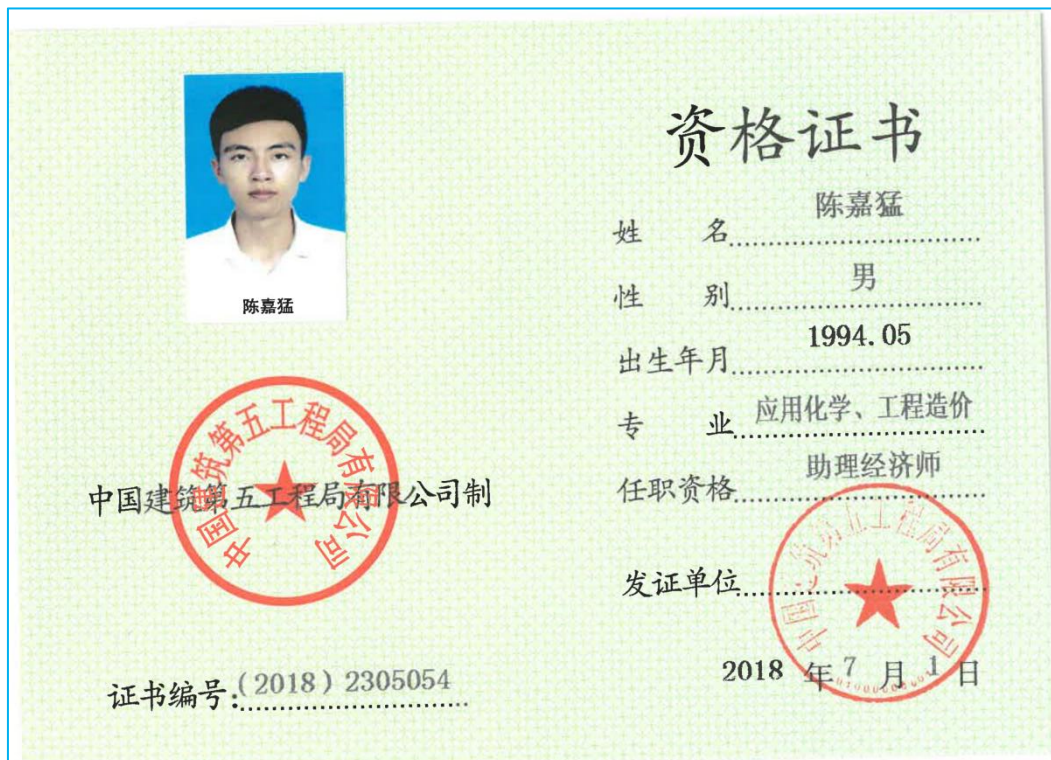 陈嘉猛
中国建筑第五工程局有限公司
中国建筑第五工程局有限公司制
证书编号:(2018)2305054
资格证书
姓 名 陈嘉猛
性 别 男
出生年月 1994.05
专 业 应用化学、工程造价
任职资格 助理经济师
发证单位
中国建筑第五工程局有限公司
2018 年 7 月 1 日